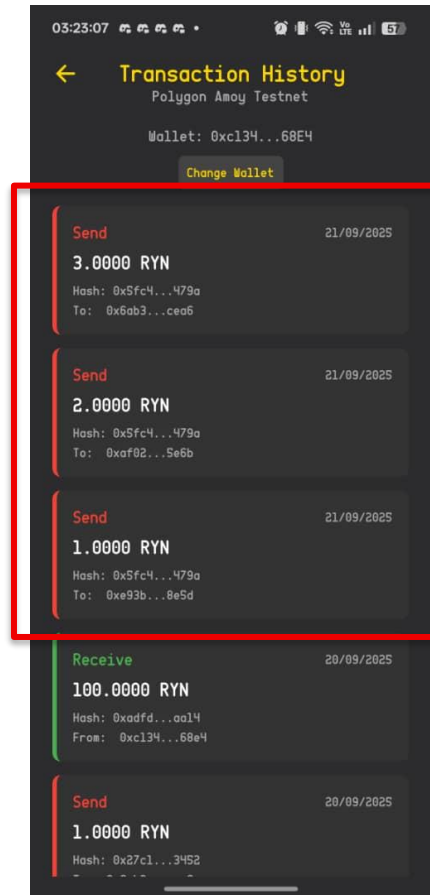 03:23:07
Vo
LTE
57
Transaction History
Polygon Amoy Testnet
Wallet: 0xc134...68E4
Change Wallet
Send 21/09/2025
3.0000 RYN
Hash: 0x5fc4...479a
To: 0x6ab3...cea6
Send 21/09/2025
2.0000 RYN
Hash: 0x5fc4...479a
To: 0xaf02...5e6b
Send 21/09/2025
1.0000 RYN
Hash: 0x5fc4...479a
To: 0xe93b...8e5d
Receive 20/09/2025
100.0000 RYN
Hash: 0xadfd...aa14
From: 0xc134...68e4
Send 20/09/2025
1.0000 RYN
Hash: 0x27c1...3452